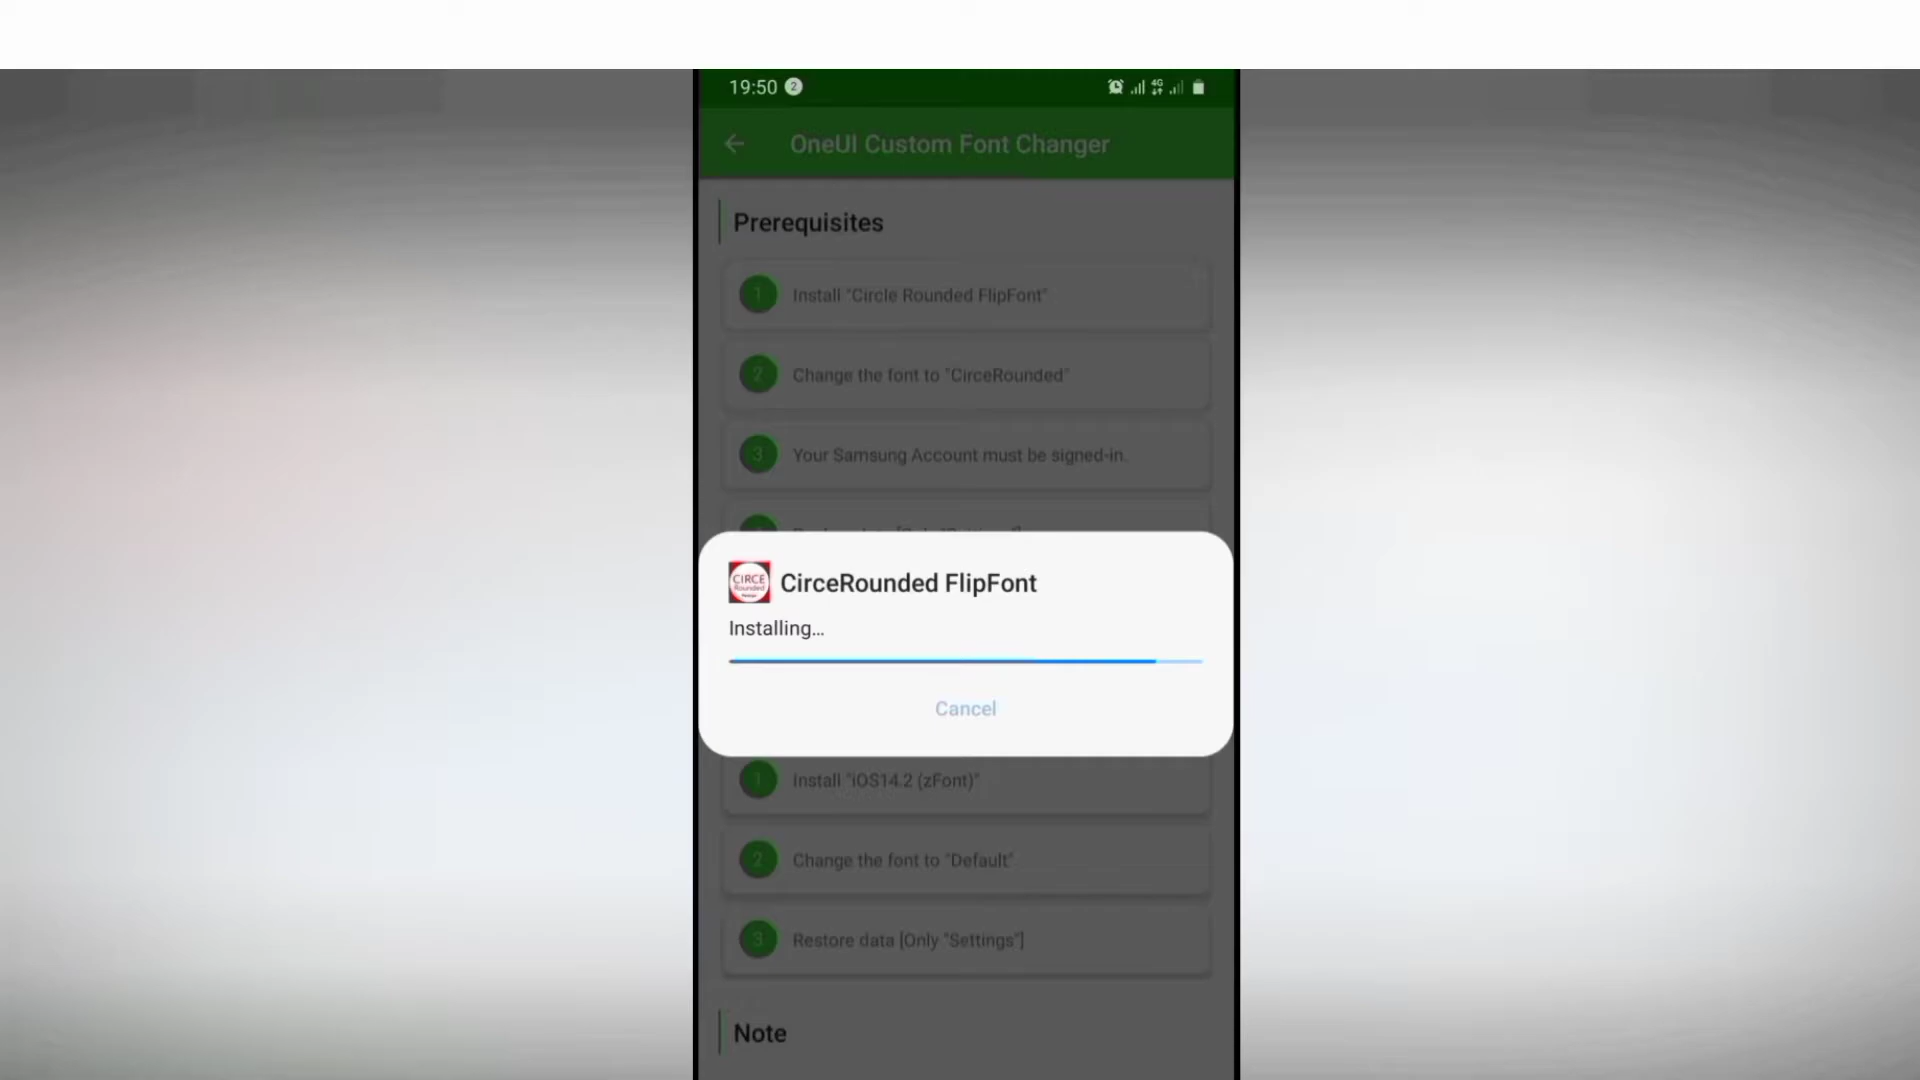 19:50 2
4G
OneUI Custom Font Changer
Prerequisites
1 Install "Circle Rounded FlipFont"
2 Change the font to "CirceRounded"
3 Your Samsung Account must be signed-in.
CIRCE
Rounded
CirceRounded FlipFont
Installing...
Cancel
1 Install "iOS14.2 (zFont)"
2 Change the font to "Default"
3 Restore data [Only "Settings"]
Note